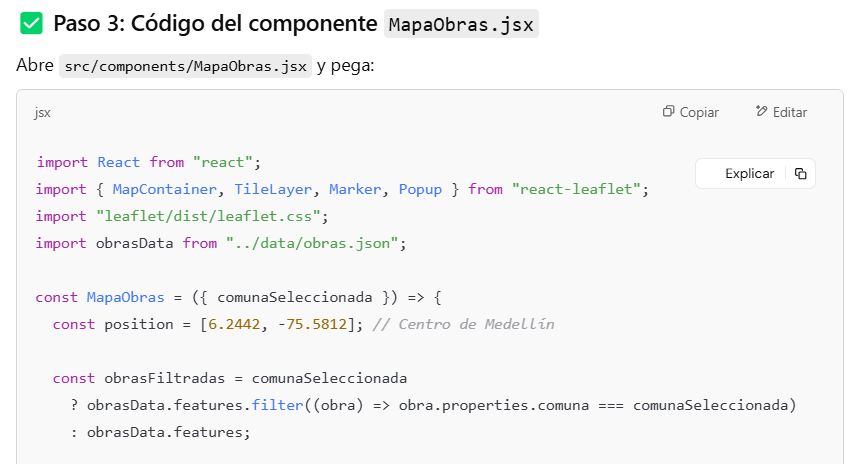 ✅ Paso 3: Código del componente MapaObras.jsx
Abre src/components/MapaObras.jsx y pega:
jsx Copiar Editar
import React from "react";
Explicar
import { MapContainer, TileLayer, Marker, Popup } from "react-leaflet";
import "leaflet/dist/leaflet.css";
import obrasData from "../data/obras.json";
const MapaObras = ({ comunaSeleccionada }) => {
const position = [6.2442, -75.5812]; // Centro de Medellín
const obrasFiltradas = comunaSeleccionada
? obrasData.features.filter((obra) => obra.properties.comuna === comunaSeleccionada)
: obrasData.features;